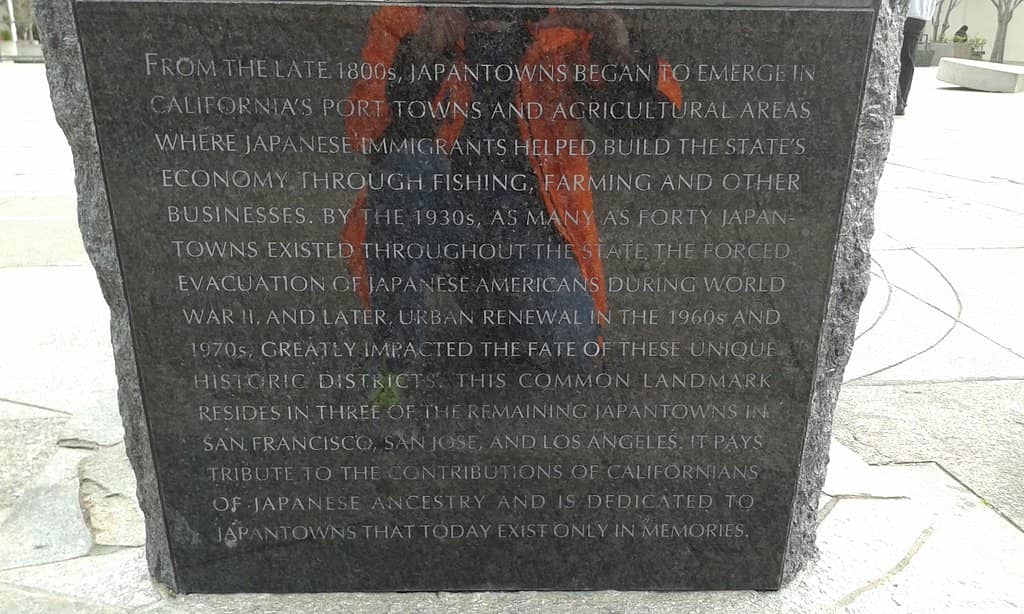 FROM THE LATE 1800s, JAPANTOWNS BEGAN TO EMERGE IN
CALIFORNIA'S PORT TOWNS AND AGRICULTURAL AREAS
WHERE JAPANESE IMMIGRANTS HELPED BUILD THE STATE'S
ECONOMY THROUGH FISHING, FARMING AND OTHER
BUSINESSES. BY THE 1930s, AS MANY AS FORTY JAPAN-
TOWNS EXISTED THROUGHOUT THE STATE. THE FORCED
EVACUATION OF JAPANESE AMERICANS DURING WORLD
WAR II, AND LATER, URBAN RENEWAL IN THE 1960s AND
1970s, GREATLY IMPACTED THE FATE OF THESE UNIQUE
HISTORIC DISTRICTS. THIS COMMON LANDMARK
RESIDES IN THREE OF THE REMAINING JAPANTOWNS IN
SAN FRANCISCO, SAN JOSE, AND LOS ANGELES. IT PAYS
TRIBUTE TO THE CONTRIBUTIONS OF CALIFORNIANS
OF JAPANESE ANCESTRY AND IS DEDICATED TO
JAPANTOWNS THAT TODAY EXIST ONLY IN MEMORIES.